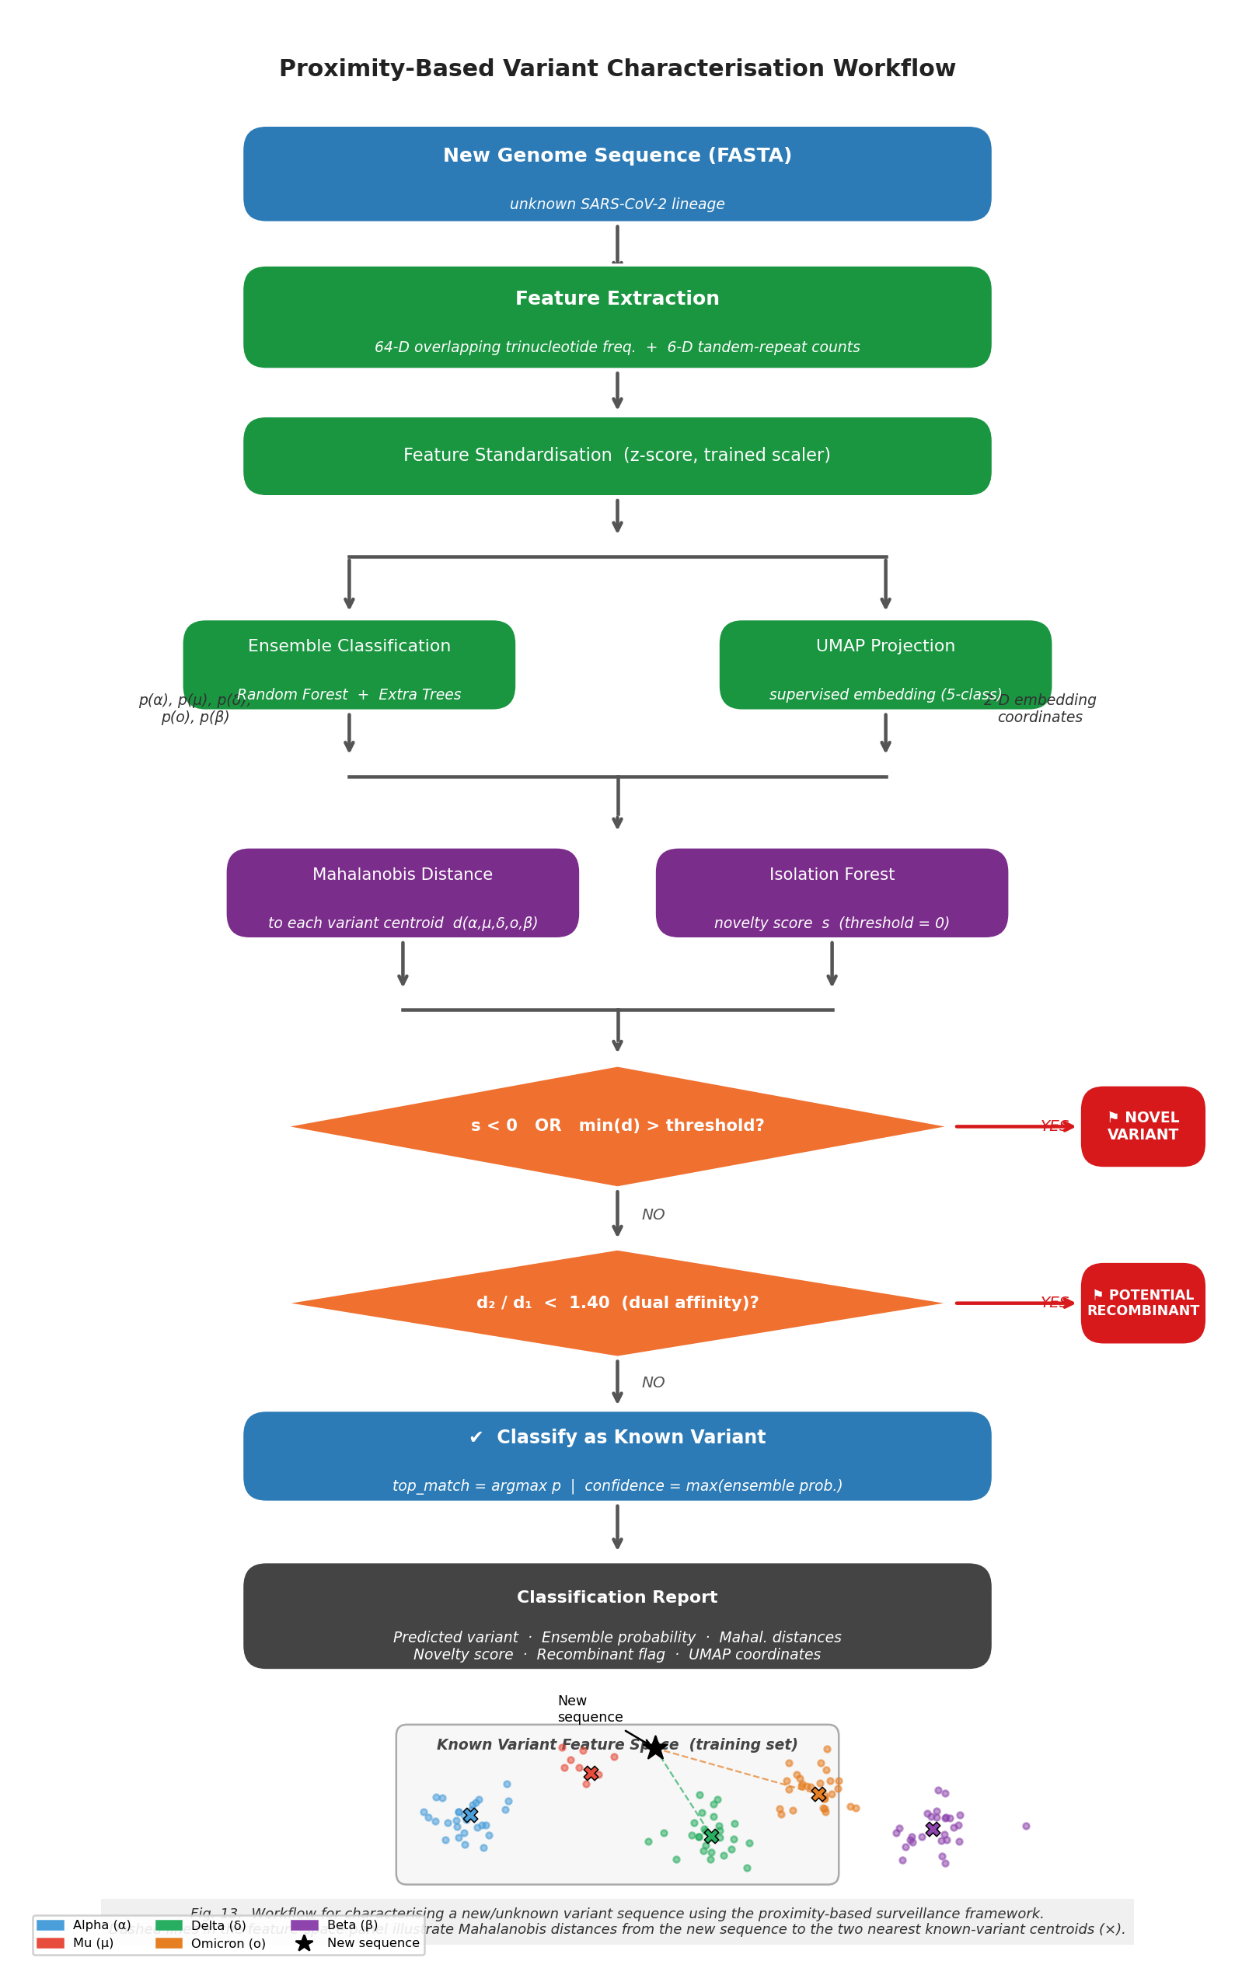 Proximity-Based Variant Characterisation Workflow
New Genome Sequence (FASTA)
unknown SARS-CoV-2 lineage
Feature Extraction
64-D overlapping trinucleotide freq. + 6-D tandem-repeat counts
Feature Standardisation (z-score, trained scaler)
Ensemble Classification
Random Forest + Extra Trees
p(α), p(μ), p(δ),
p(o), p(β)
UMAP Projection
supervised embedding (5-class)
2-D embedding
coordinates
Mahalanobis Distance
to each variant centroid d(α,μ,δ,o,β)
Isolation Forest
novelty score s (threshold = 0)
s < 0 OR min(d) > threshold?
YES
⚑ NOVEL
VARIANT
NO
d₂ / d₁ < 1.40 (dual affinity)?
YES
⚑ POTENTIAL
RECOMBINANT
NO
✔ Classify as Known Variant
top_match = argmax p | confidence = max(ensemble prob.)
Classification Report
Predicted variant · Ensemble probability · Mahal. distances
Novelty score · Recombinant flag · UMAP coordinates
New
sequence
Known Variant Feature Space (training set)
Fig. 13. Workflow for characterising a new/unknown variant sequence using the proximity-based surveillance framework.
illustrate Mahalanobis distances from the new sequence to the two nearest known-variant centroids (×).
Alpha (α)
Mu (μ)
Delta (δ)
Omicron (o)
Beta (β)
New sequence